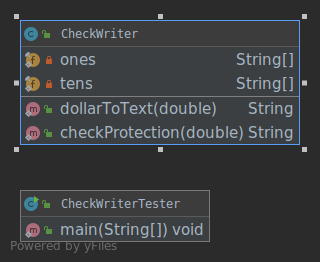 CheckWriter
ones String[]
tens String[]
dollarToText(double) String
checkProtection(double) String
CheckWriterTester
main(String[]) void
Powered by yFiles